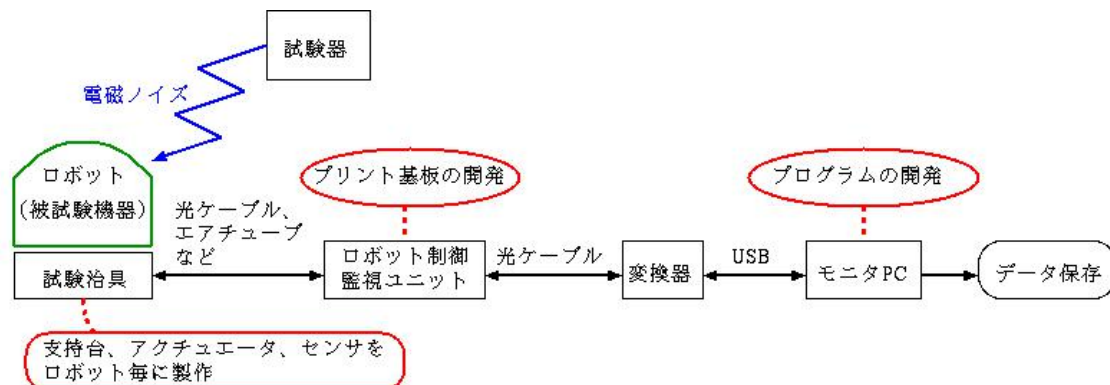 試験器
電磁ノイズ
ロボット
(被試験機器)
プリント基板の開発
プログラムの開発
光ケーブル、
エアチューブ
など
試験治具
ロボット制御
監視ユニット
光ケーブル
変換器
USB
モニタPC
データ保存
支持台、アクチュエータ、センサを
ロボット毎に製作